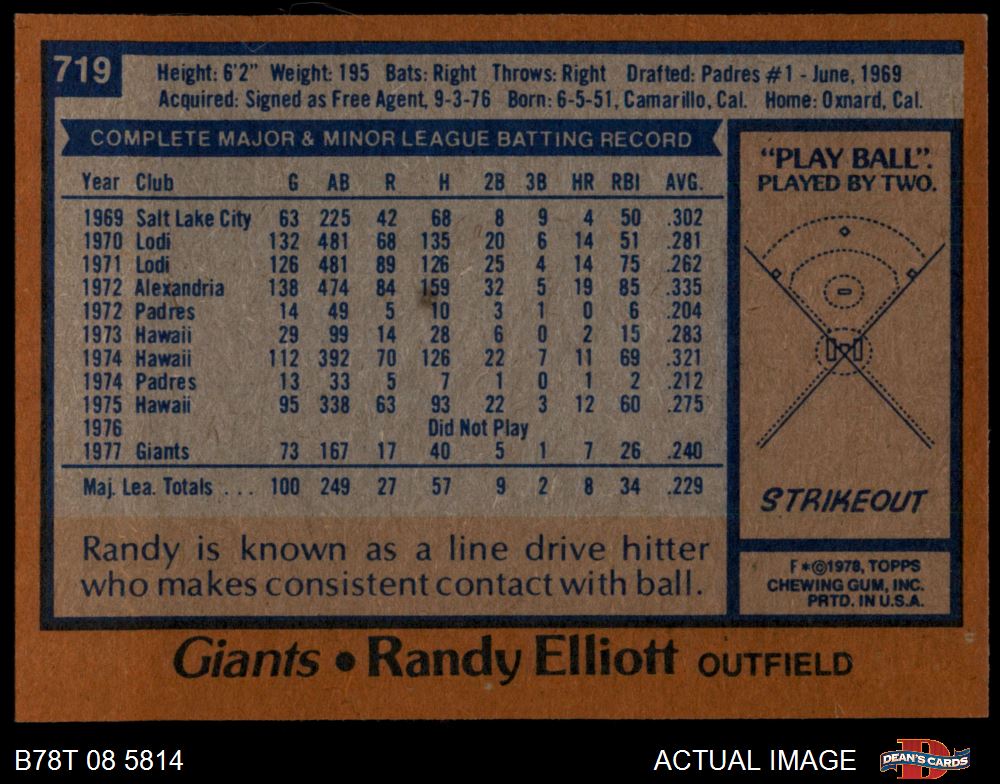 719
Height: 6'2" Weight: 195 Bats: Right Throws: Right Drafted: Padres #1 - June, 1969
Acquired: Signed as Free Agent, 9-3-76 Born: 6-5-51, Camarillo, Cal. Home: Oxnard, Cal.
COMPLETE MAJOR & MINOR LEAGUE BATTING RECORD
Year Club G AB R H 2B 3B HR RBI AVG.
1969 Salt Lake City 63 225 42 68 8 9 4 50 .302
1970 Lodi 132 481 68 135 20 6 14 51 .281
1971 Lodi 126 481 89 126 25 4 14 75 .262
1972 Alexandria 138 474 84 159 32 5 19 85 .335
1972 Padres 14 49 5 10 3 1 0 6 .204
1973 Hawaii 29 99 14 28 6 0 2 15 .283
1974 Hawaii 112 392 70 126 22 7 11 69 .321
1974 Padres 13 33 5 7 1 0 1 2 .212
1975 Hawaii 95 338 63 93 22 3 12 60 .275
1976 Did Not Play
1977 Giants 73 167 17 40 5 1 7 26 .240
Maj. Lea. Totals ... 100 249 27 57 9 2 8 34 .229
Randy is known as a line drive hitter
who makes consistent contact with ball.
"PLAY BALL".
PLAYED BY TWO.
STRIKEOUT
F*©1978, TOPPS
CHEWING GUM, INC.
PRTD. IN U.S.A.
Giants • Randy Elliott OUTFIELD
B78T 08 5814
ACTUAL IMAGE
DEAN'S CARDS